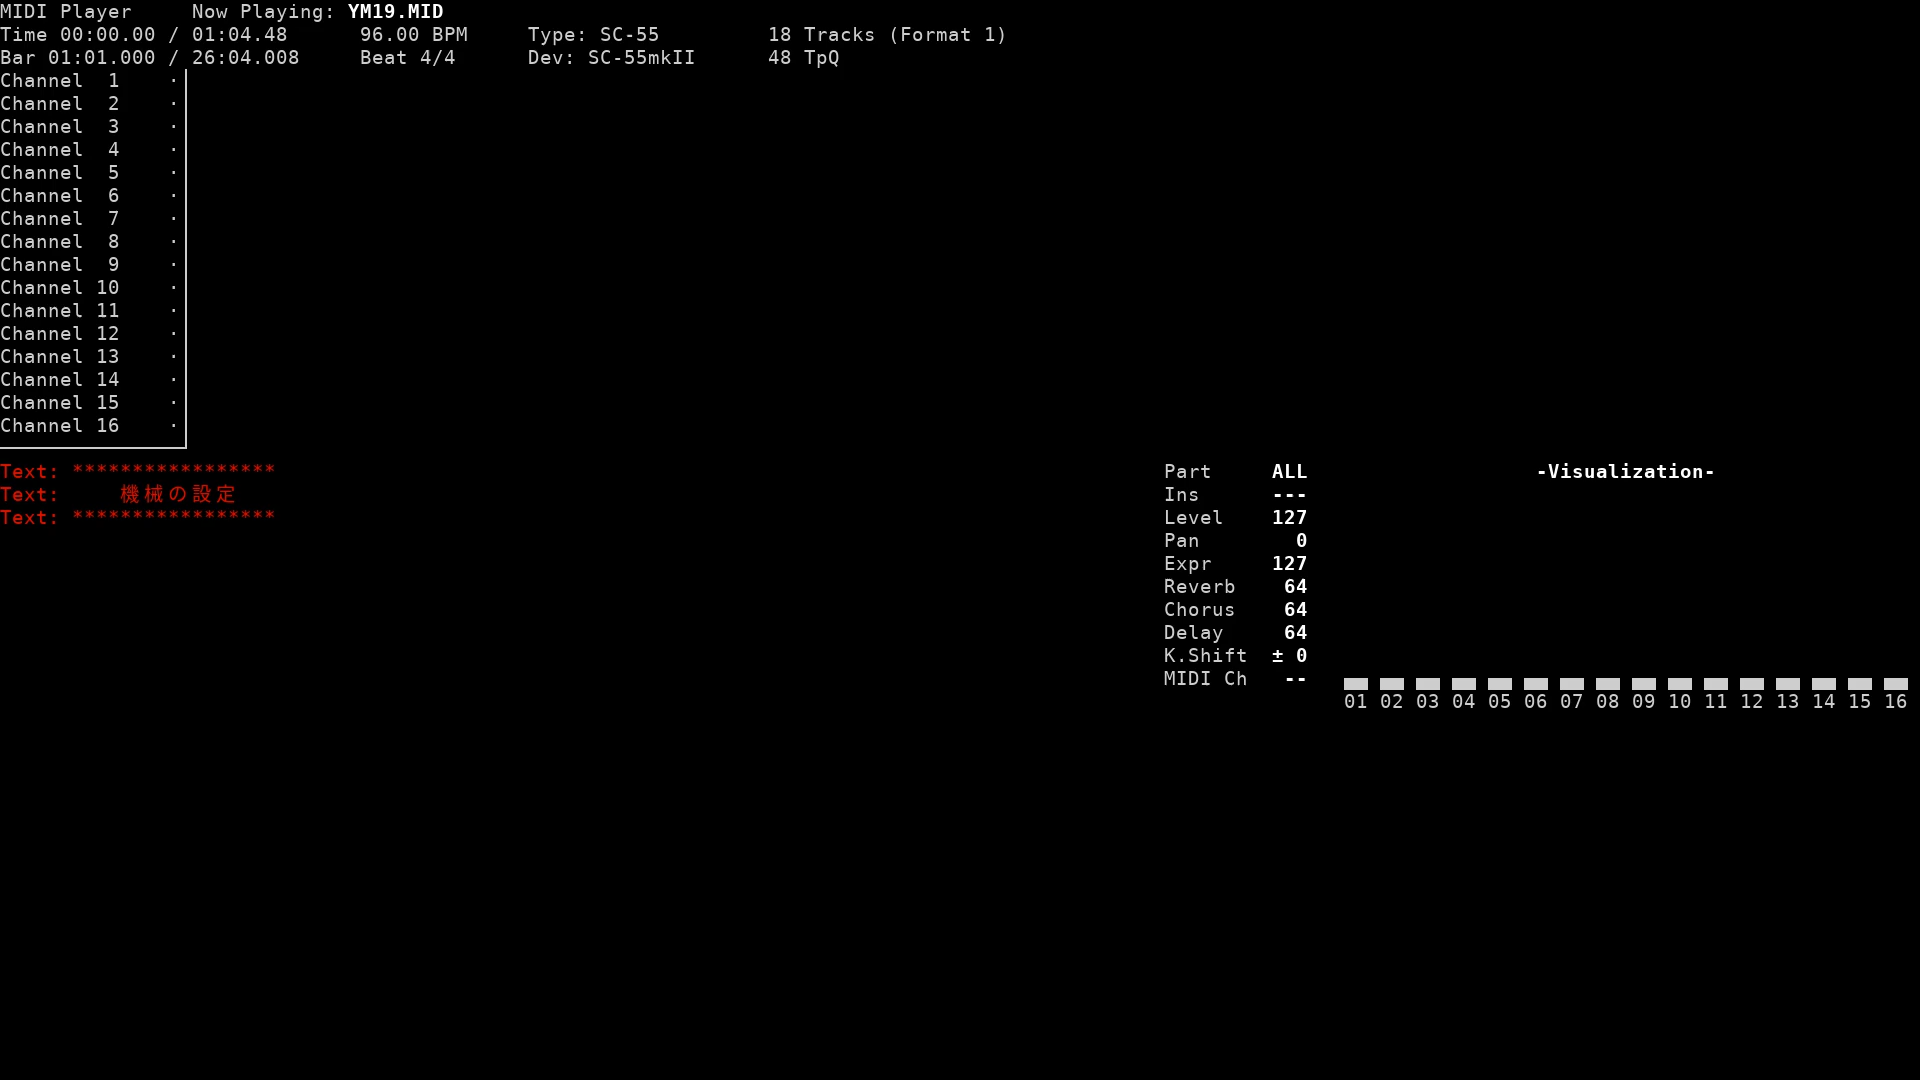 MIDI Player     Now Playing: YM19.MID
Time 00:00.00 / 01:04.48      96.00 BPM     Type: SC-55         18 Tracks (Format 1)
Bar 01:01.000 / 26:04.008     Beat 4/4      Dev: SC-55mkII      48 TpQ
Channel  1    ·
Channel  2    ·
Channel  3    ·
Channel  4    ·
Channel  5    ·
Channel  6    ·
Channel  7    ·
Channel  8    ·
Channel  9    ·
Channel 10    ·
Channel 11    ·
Channel 12    ·
Channel 13    ·
Channel 14    ·
Channel 15    ·
Channel 16    ·
Text: *****************
Text:     機械の設定
Text: *****************
Part     ALL
Ins      ---
Level    127
Pan        0
Expr     127
Reverb    64
Chorus    64
Delay     64
K.Shift  ± 0
MIDI Ch   --
-Visualization-
01 02 03 04 05 06 07 08 09 10 11 12 13 14 15 16